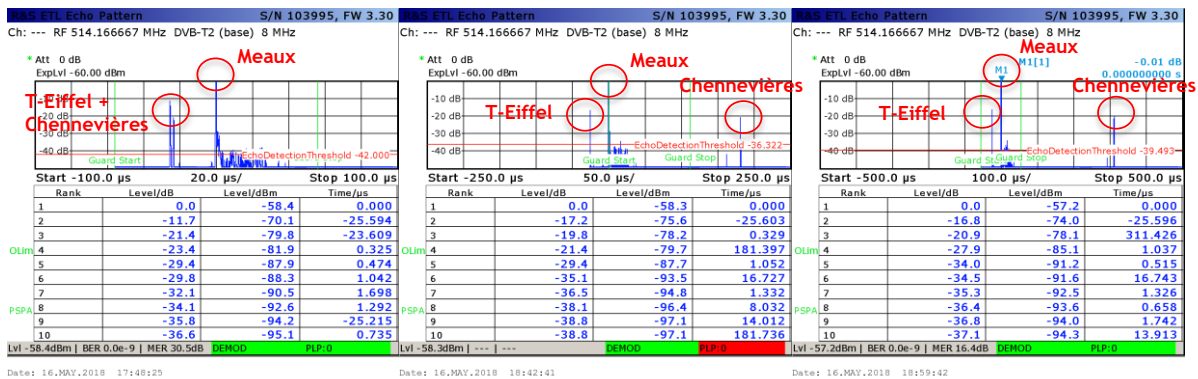 R&S ETL Echo Pattern S/N 103995, FW 3.30
Ch: --- RF 514.166667 MHz DVB-T2 (base) 8 MHz
Meaux
* Att 0 dB
ExpLvl -60.00 dBm
-10 dB
T-Eiffel +
-20 dB
Chennevières
-30 dB
-40 dB
EchoDetectionThreshold -42.000
Guard Start
Start -100.0 µs 20.0 µs/ Stop 100.0 µs
Rank Level/dB Level/dBm Time/µs
1 0.0 -58.4 0.000
2 -11.7 -70.1 -25.594
3 -21.4 -79.8 -23.609
OLim 4 -23.4 -81.9 0.325
5 -29.4 -87.9 0.474
6 -29.8 -88.3 1.042
7 -32.1 -90.5 1.698
PSPA 8 -34.1 -92.6 1.292
9 -35.8 -94.2 -25.215
10 -36.6 -95.1 0.735
Lvl -58.4dBm | BER 0.0e-9 | MER 30.5dB DEMOD PLP:0
Date: 16.MAY.2018 17:48:25
R&S ETL Echo Pattern S/N 103995, FW 3.30
Ch: --- RF 514.166667 MHz DVB-T2 (base) 8 MHz
Meaux
* Att 0 dB
ExpLvl -60.00 dBm
Chennevières
-10 dB
T-Eiffel
-20 dB
-30 dB
-40 dB
EchoDetectionThreshold -36.322
Guard Start Guard Stop
Start -250.0 µs 50.0 µs/ Stop 250.0 µs
Rank Level/dB Level/dBm Time/µs
1 0.0 -58.3 0.000
2 -17.2 -75.6 -25.603
3 -19.8 -78.2 0.329
OLim 4 -21.4 -79.7 181.397
5 -29.4 -87.7 1.052
6 -35.1 -93.5 16.727
7 -36.5 -94.8 1.332
PSPA 8 -38.1 -96.4 8.032
9 -38.8 -97.1 14.012
10 -38.8 -97.1 181.736
Lvl -58.3dBm | --- | --- DEMOD PLP:0
Date: 16.MAY.2018 18:42:41
R&S ETL Echo Pattern S/N 103995, FW 3.30
Ch: --- RF 514.166667 MHz DVB-T2 (base) 8 MHz
Meaux
* Att 0 dB M1[1] -0.01 dB
ExpLvl -60.00 dBm M1 0.000000000 s
Chennevières
-10 dB
T-Eiffel
-20 dB
-30 dB
-40 dB
EchoDetectionThreshold -39.493
Guard Stop
Start -500.0 µs 100.0 µs/ Stop 500.0 µs
Rank Level/dB Level/dBm Time/µs
1 0.0 -57.2 0.000
2 -16.8 -74.0 -25.596
3 -20.9 -78.1 311.426
OLim 4 -27.9 -85.1 1.037
5 -34.0 -91.2 0.515
6 -34.5 -91.6 16.743
7 -35.3 -92.5 1.326
PSPA 8 -36.4 -93.6 0.658
9 -36.8 -94.0 1.742
10 -37.1 -94.3 13.913
Lvl -57.2dBm | BER 0.0e-9 | MER 16.4dB DEMOD PLP:0
Date: 16.MAY.2018 18:59:42